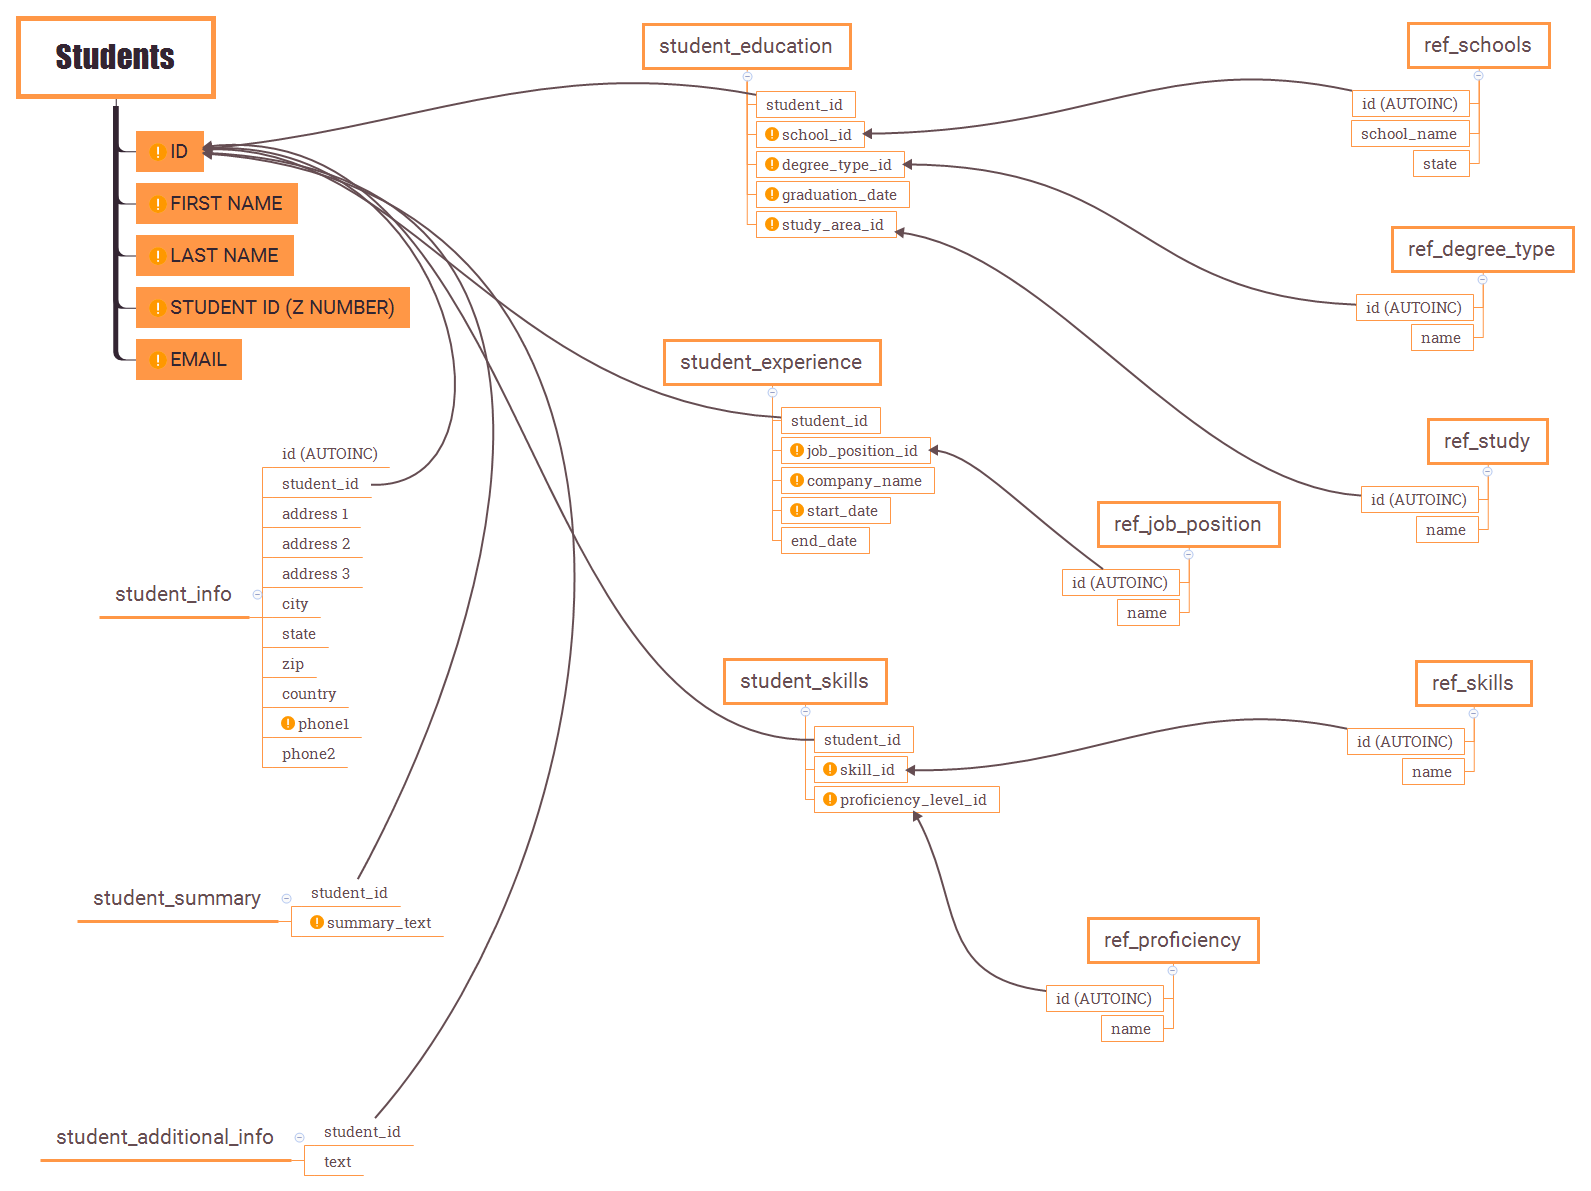 Students
ID
FIRST NAME
LAST NAME
STUDENT ID (Z NUMBER)
EMAIL
student_info
id (AUTOINC)
student_id
address 1
address 2
address 3
city
state
zip
country
phone1
phone2
student_summary
student_id
summary_text
student_additional_info
student_id
text
student_education
student_id
school_id
degree_type_id
graduation_date
study_area_id
student_experience
student_id
job_position_id
company_name
start_date
end_date
student_skills
student_id
skill_id
proficiency_level_id
ref_schools
id (AUTOINC)
school_name
state
ref_degree_type
id (AUTOINC)
name
ref_study
id (AUTOINC)
name
ref_job_position
id (AUTOINC)
name
ref_skills
id (AUTOINC)
name
ref_proficiency
id (AUTOINC)
name